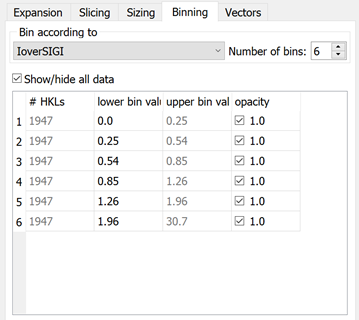 Expansion Slicing Sizing Binning Vectors
Bin according to
IoverSIGI Number of bins: 6
Show/hide all data
# HKLs lower bin valu upper bin val opacity
1 1947 0.0 0.25 1.0
2 1947 0.25 0.54 1.0
3 1947 0.54 0.85 1.0
4 1947 0.85 1.26 1.0
5 1947 1.26 1.96 1.0
6 1947 1.96 30.7 1.0